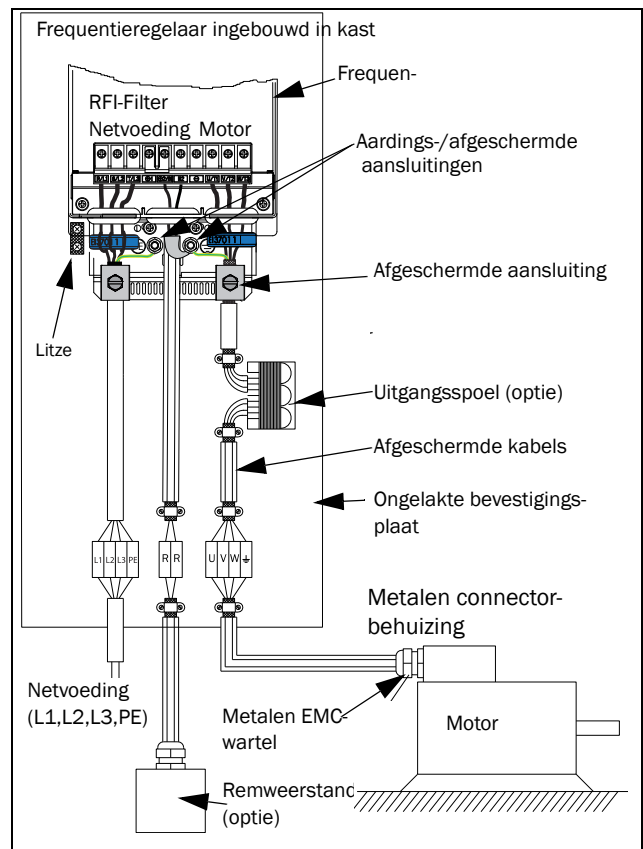 Frequentieregelaar ingebouwd in kast
Frequen-
RFI-Filter
Netvoeding Motor
Aardings-/afgeschermde
aansluitingen
Afgeschermde aansluiting
Litze
Uitgangsspoel (optie)
Afgeschermde kabels
Ongelakte bevestigings-
plaat
L1 L2 L3 PE
R R
U V W
Metalen connector-
behuizing
Netvoeding
(L1,L2,L3,PE)
Metalen EMC-
wartel
Motor
Remweerstand
(optie)